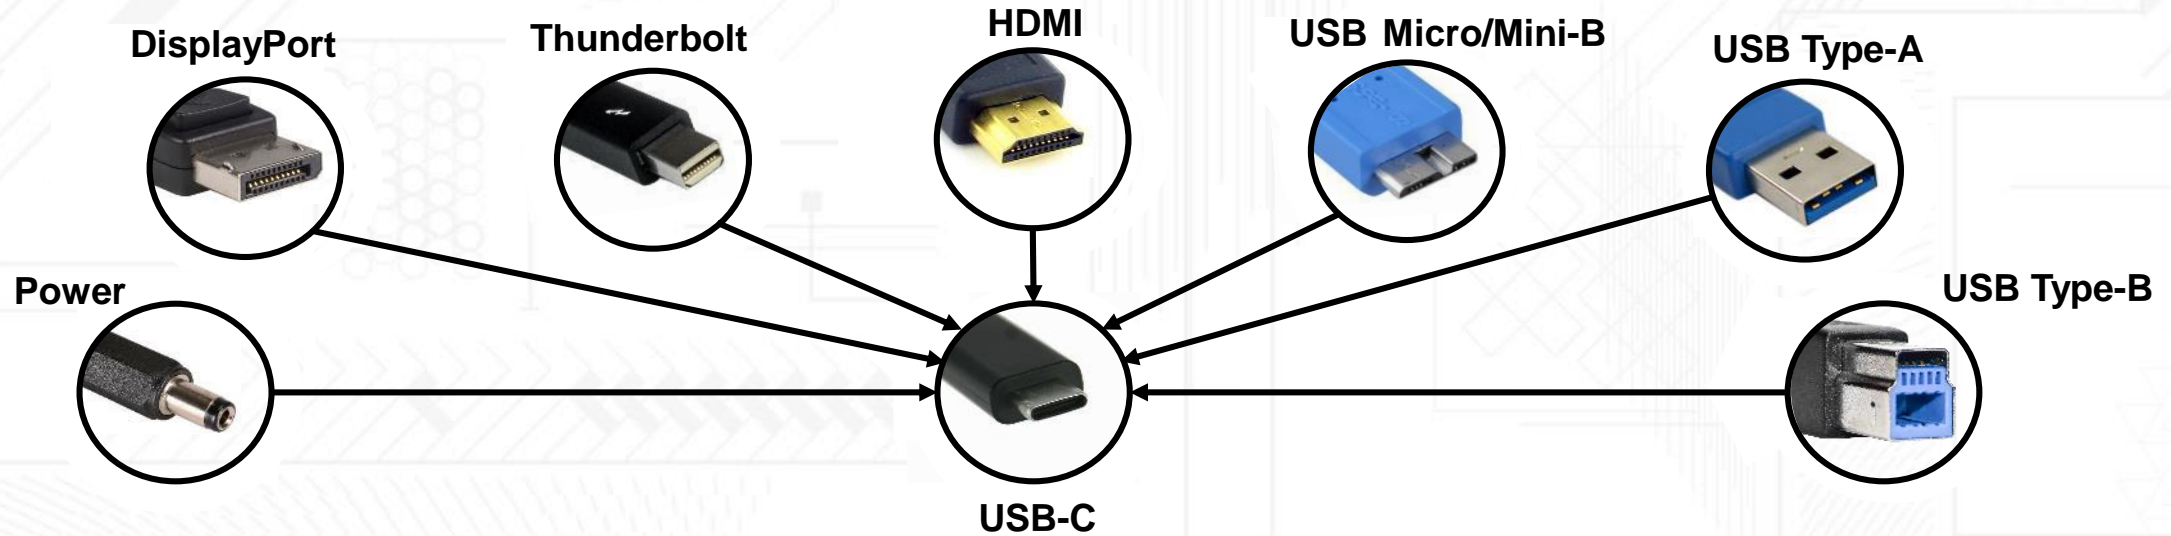 DisplayPort
Thunderbolt
HDMI
USB Micro/Mini-B
USB Type-A
Power
USB Type-B
USB-C